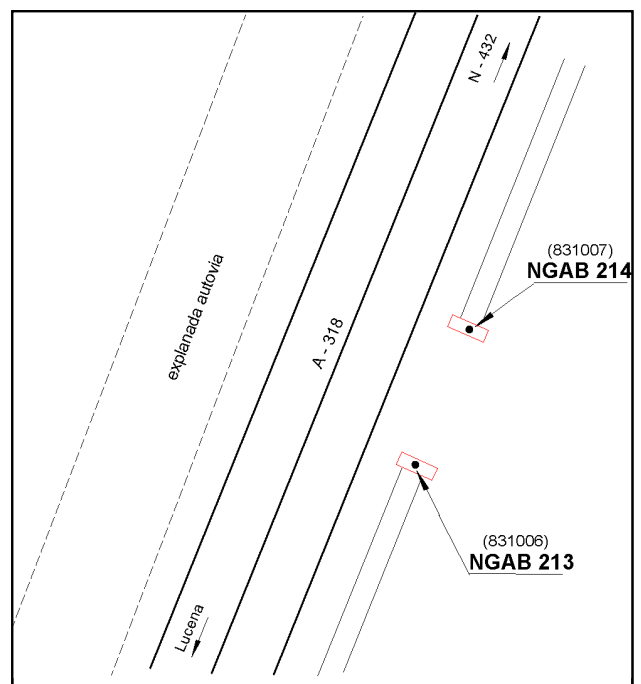 N - 432
(831007)
NGAB 214
explanada autovia
A - 318
(831006)
NGAB 213
Lucena